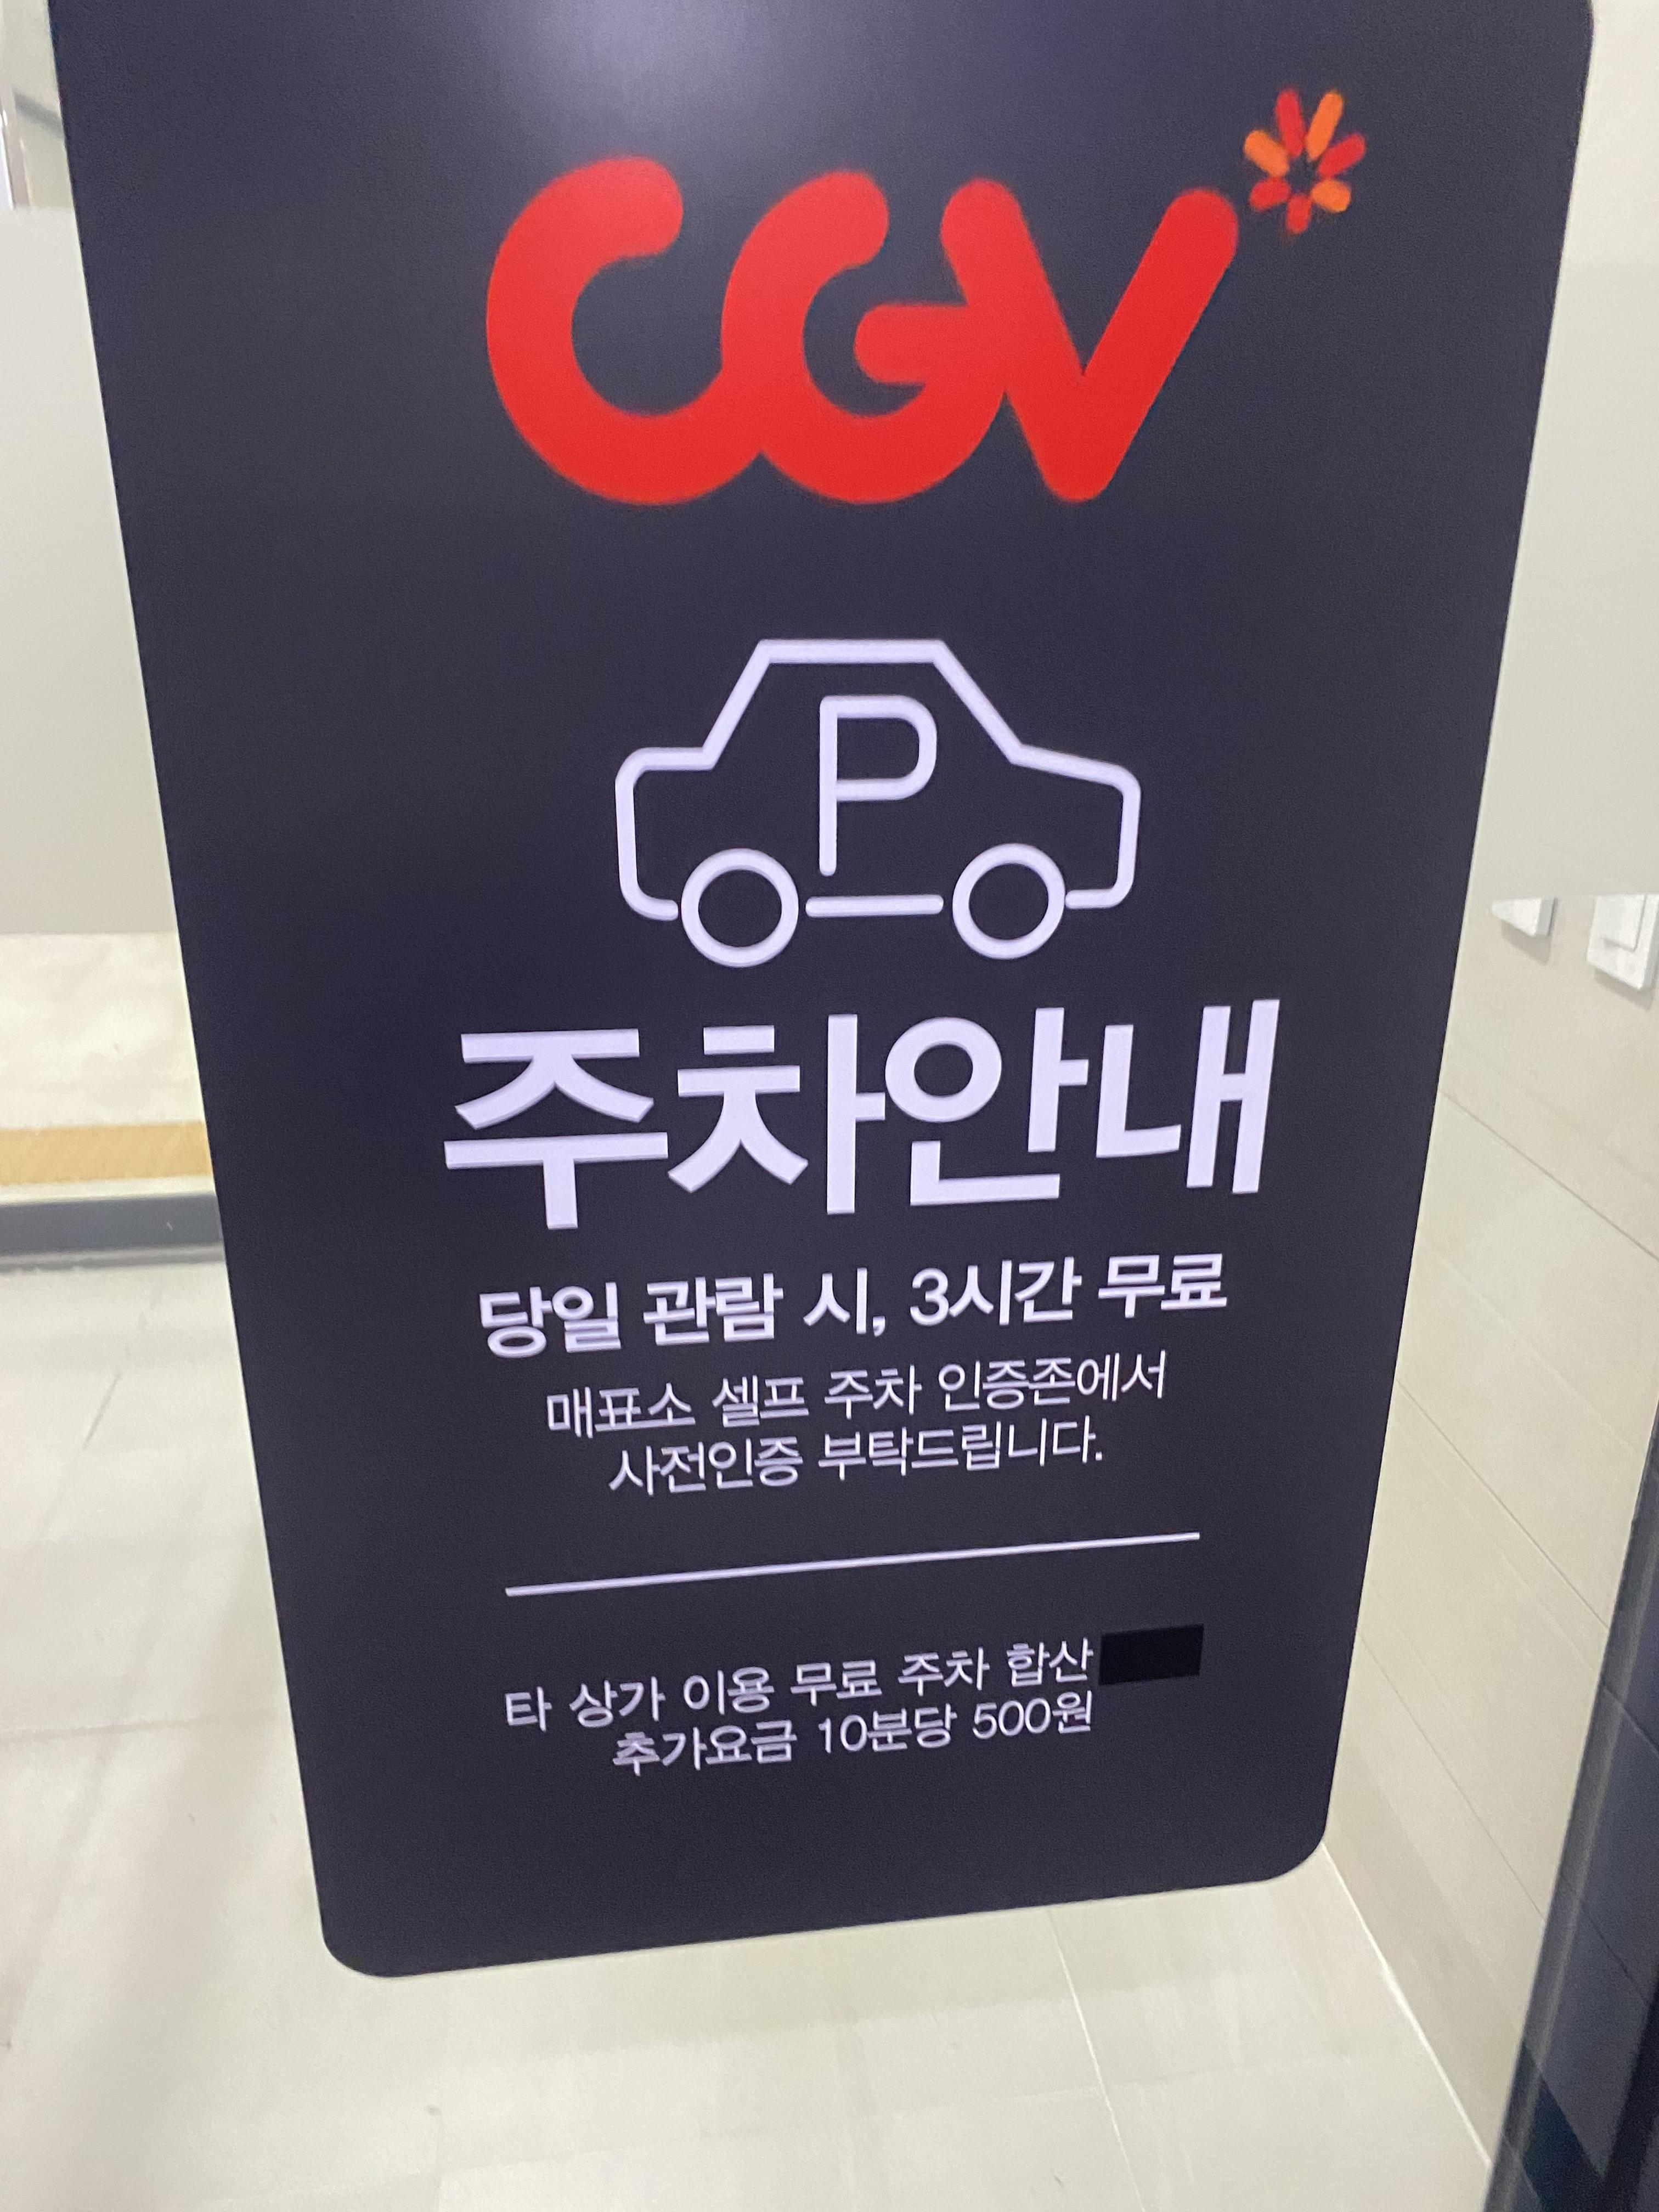 CGV
P
주차안내
당일 관람 시, 3시간 무료
매표소 셀프 주차 인증존에서
사전인증 부탁드립니다.
타 상가 이용 무료 주차 합산
추가요금 10분당 500원